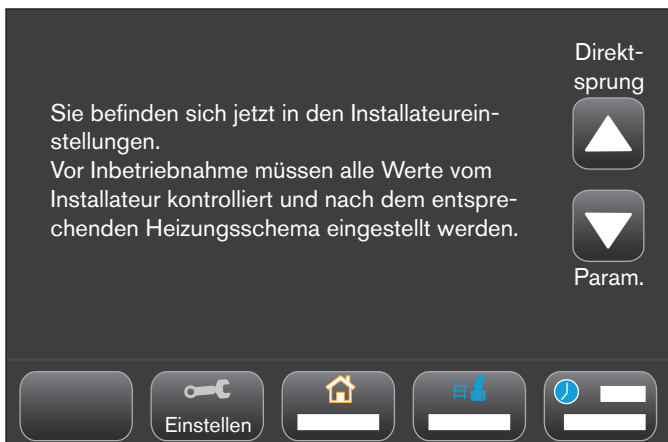 Direkt-
sprung
Sie befinden sich jetzt in den Installateurein-
stellungen.
Vor Inbetriebnahme müssen alle Werte vom
Installateur kontrolliert und nach dem entspre-
chenden Heizungsschema eingestellt werden.
Param.
Einstellen